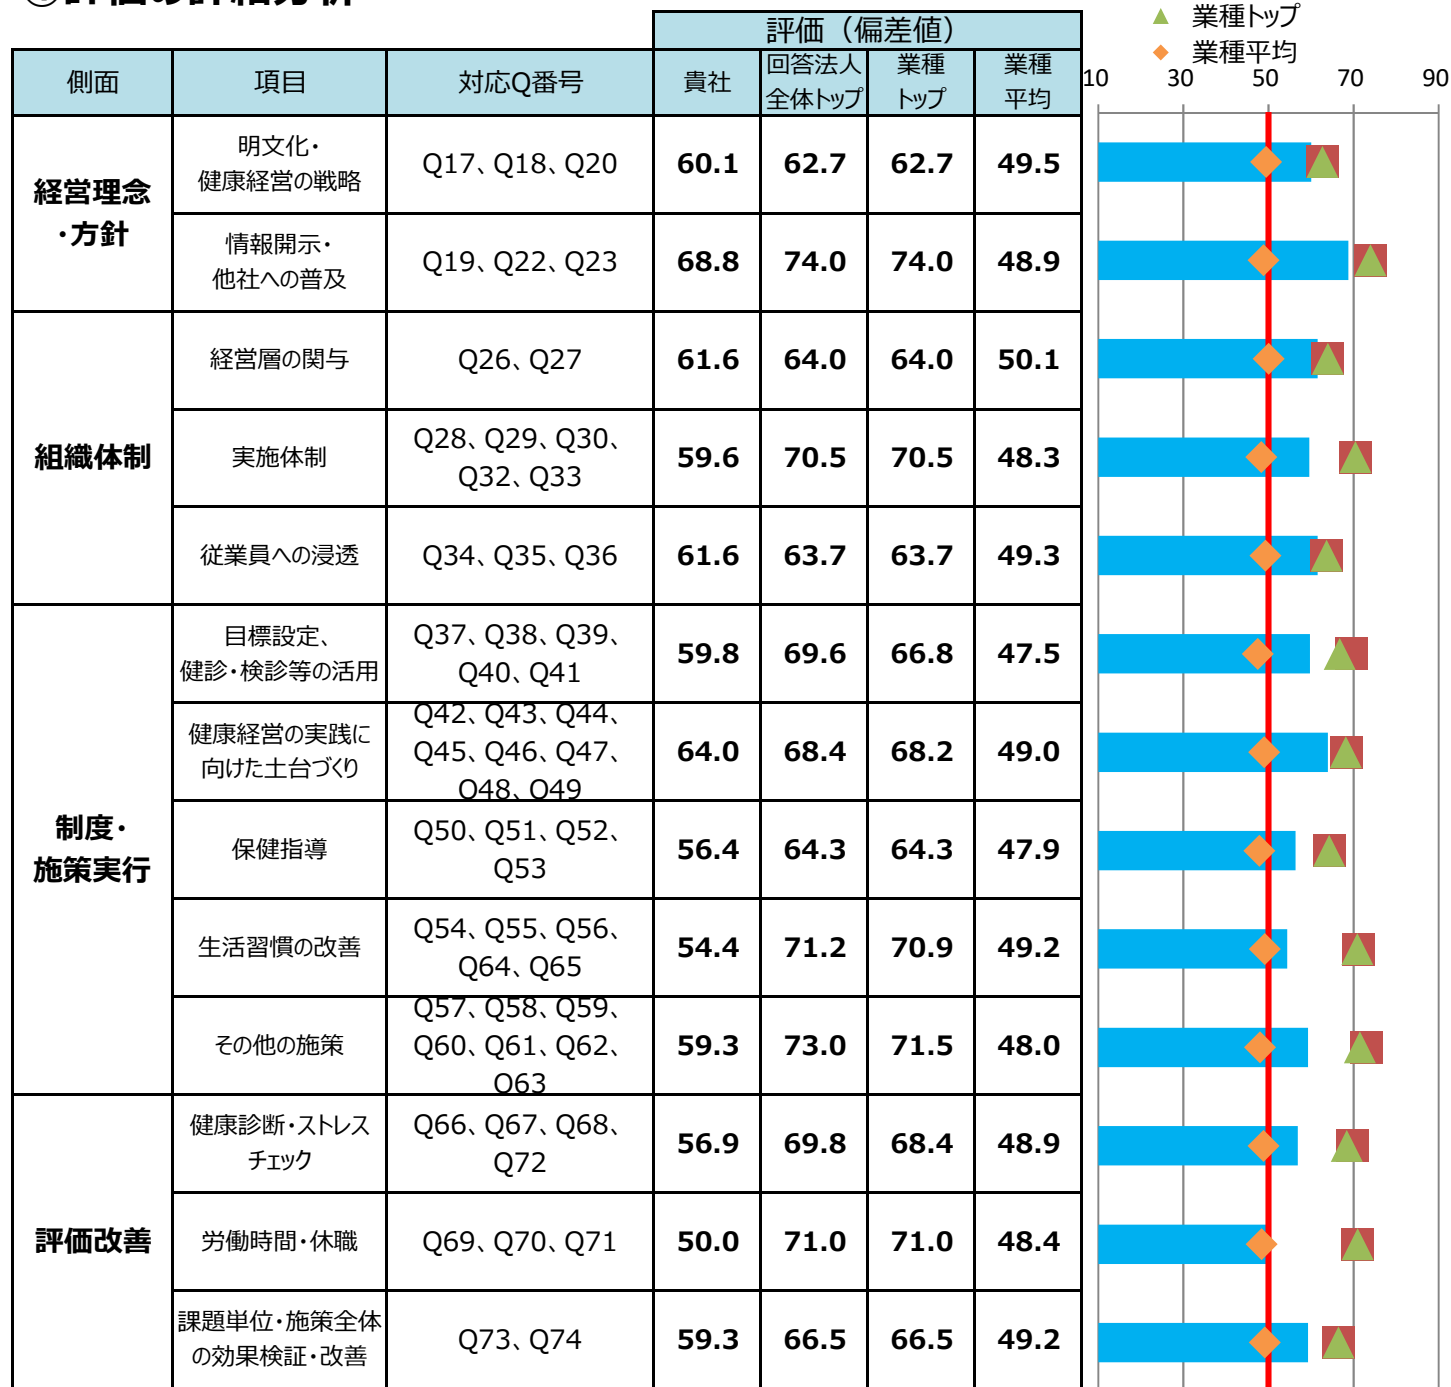 評価（偏差値）
側面 項目 対応Q番号 貴社 回答法人 業種 業種
全体トップ トップ 平均
▲ 業種トップ
◆ 業種平均
10 30 50 70 90
経営理念
・方針
明文化・
健康経営の戦略
Q17、Q18、Q20 60.1 62.7 62.7 49.5
情報開示・
他社への普及
Q19、Q22、Q23 68.8 74.0 74.0 48.9
組織体制
経営層の関与 Q26、Q27 61.6 64.0 64.0 50.1
実施体制
Q28、Q29、Q30、
Q32、Q33
59.6 70.5 70.5 48.3
従業員への浸透 Q34、Q35、Q36 61.6 63.7 63.7 49.3
制度・
施策実行
目標設定、
健診・検診等の活用
Q37、Q38、Q39、
Q40、Q41
59.8 69.6 66.8 47.5
健康経営の実践に
向けた土台づくり
Q42、Q43、Q44、
Q45、Q46、Q47、
Q48、Q49
64.0 68.4 68.2 49.0
保健指導
Q50、Q51、Q52、
Q53
56.4 64.3 64.3 47.9
生活習慣の改善
Q54、Q55、Q56、
Q64、Q65
54.4 71.2 70.9 49.2
その他の施策
Q57、Q58、Q59、
Q60、Q61、Q62、
Q63
59.3 73.0 71.5 48.0
評価改善
健康診断・ストレス
チェック
Q66、Q67、Q68、
Q72
56.9 69.8 68.4 48.9
労働時間・休職 Q69、Q70、Q71 50.0 71.0 71.0 48.4
課題単位・施策全体
の効果検証・改善
Q73、Q74 59.3 66.5 66.5 49.2